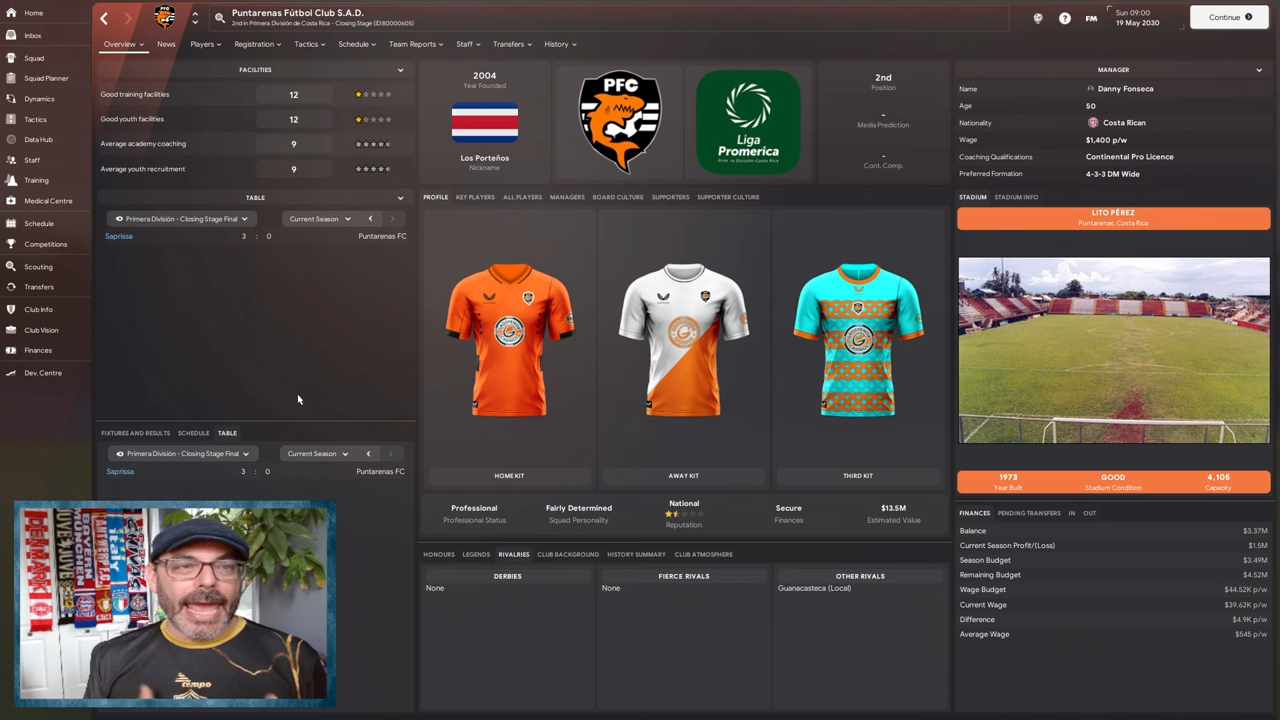 Home
Inbox
Squad
Squad Planner
Dynamics
Tactics
Data Hub
Staff
Training
Medical Centre
Schedule
Competitions
Scouting
Transfers
Club Info
Club Vision
Finances
Dev. Centre
Puntarenas Fútbol Club S.A.D.
2nd in Primera División de Costa Rica - Closing Stage (ID:80000605)
FM
Sun 09:00
19 May 2030
Continue
Overview
News
Players
Registration
Tactics
Schedule
Team Reports
Staff
Transfers
History
FACILITIES
Good training facilities 12
Good youth facilities 12
Average academy coaching 9
Average youth recruitment 9
TABLE
Primera División - Closing Stage Final
Current Season
Saprissa 3 : 0 Puntarenas FC
FIXTURES AND RESULTS SCHEDULE TABLE
Primera División - Closing Stage Final
Current Season
Saprissa 3 : 0 Puntarenas FC
2004
Year Founded
Los Porteños
Nickname
PFC
Liga
Promerica
2nd
Position
-
Media Prediction
-
Cont. Comp.
PROFILE KEY PLAYERS ALL PLAYERS MANAGERS BOARD CULTURE SUPPORTERS SUPPORTER CULTURE
HOME KIT
AWAY KIT
THIRD KIT
Professional
Professional Status
Fairly Determined
Squad Personality
National
Reputation
Secure
Finances
$13.5M
Estimated Value
HONOURS LEGENDS RIVALRIES CLUB BACKGROUND HISTORY SUMMARY CLUB ATMOSPHERE
DERBIES
None
FIERCE RIVALS
None
OTHER RIVALS
Guanacasteca (Local)
MANAGER
Name Danny Fonseca
Age 50
Nationality Costa Rican
Wage $1,400 p/w
Coaching Qualifications Continental Pro Licence
Preferred Formation 4-3-3 DM Wide
STADIUM STADIUM INFO
LITO PÉREZ
Puntarenas, Costa Rica
1973
Year Built
GOOD
Stadium Condition
4,105
Capacity
FINANCES PENDING TRANSFERS IN OUT
Balance $3.37M
Current Season Profit/(Loss) $1.5M
Season Budget $3.49M
Remaining Budget $4.52M
Wage Budget $44.52K p/w
Current Wage $39.62K p/w
Difference $4.9K p/w
Average Wage $545 p/w
DENMARK
JUVE
BAYERN
MÜNCHEN
Italy
tempo